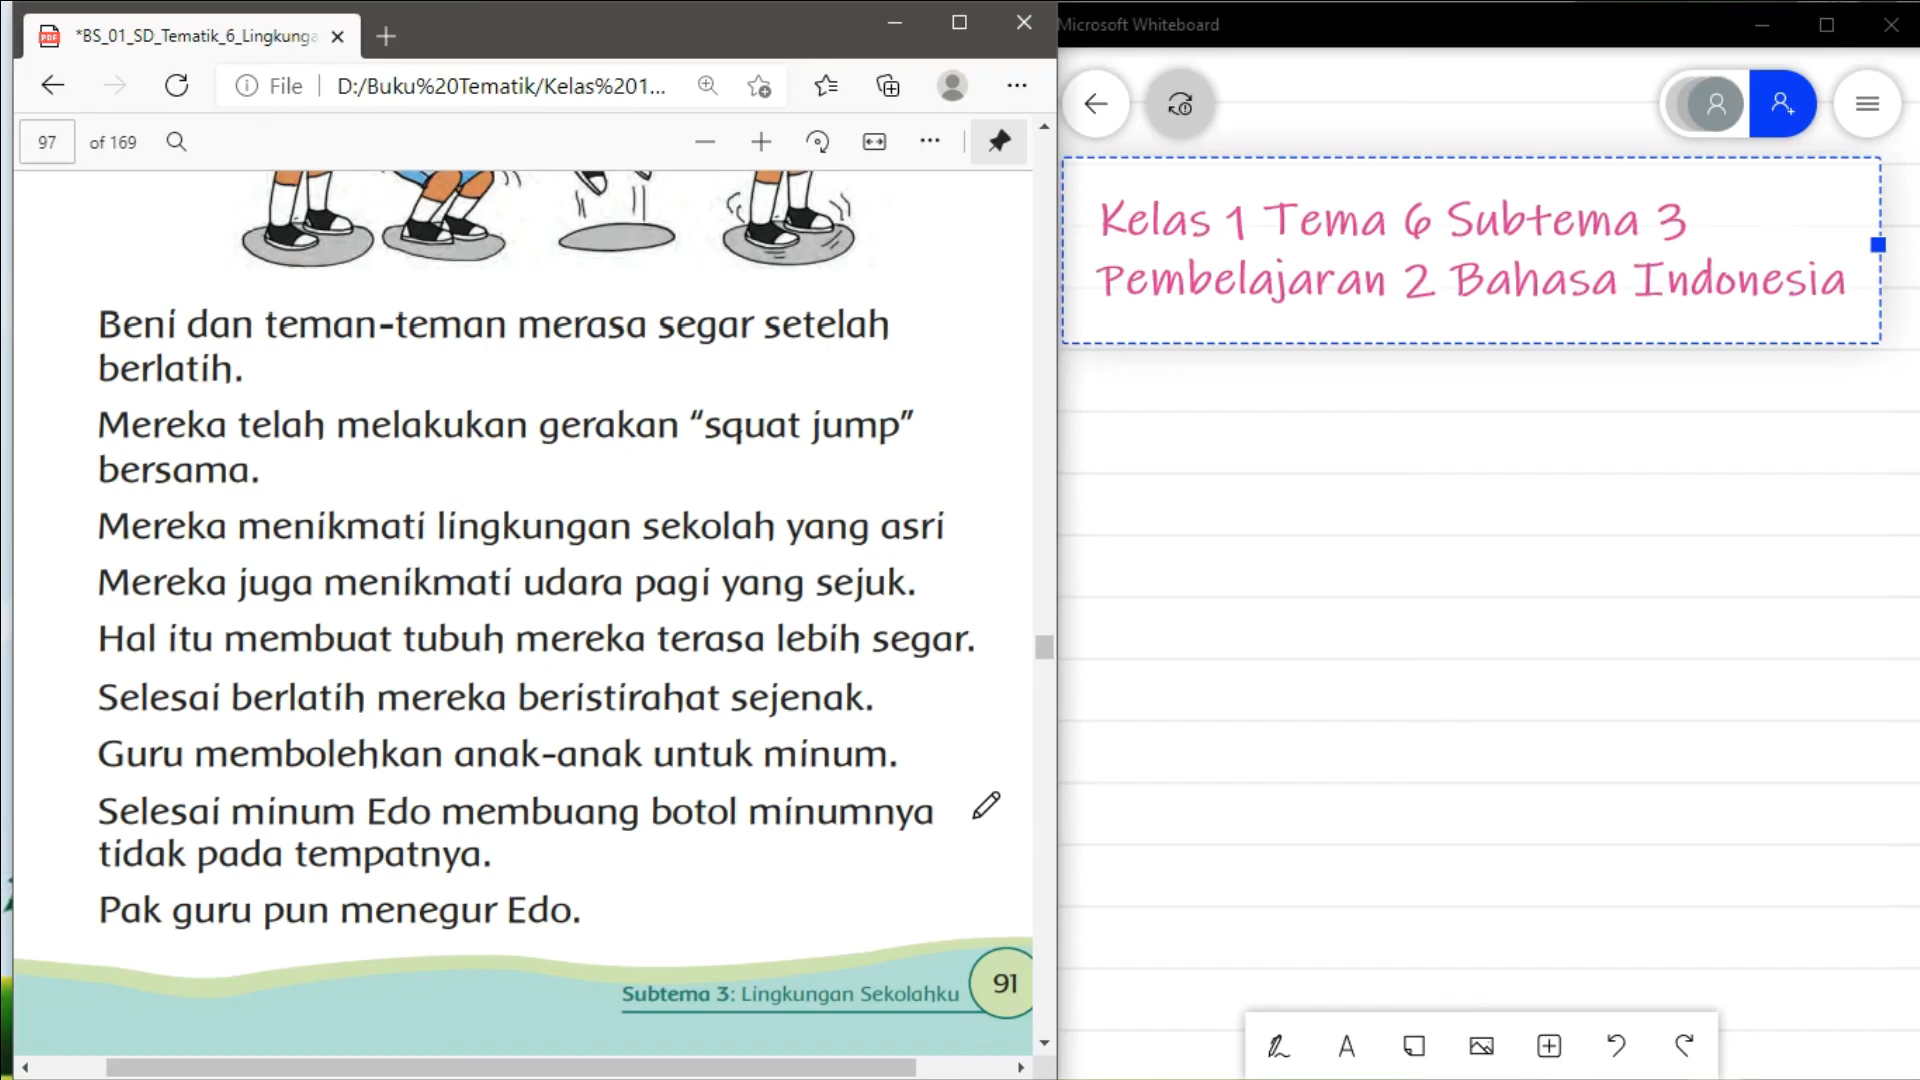 *BS_01_SD_Tematik_6_Lingkunga
Microsoft Whiteboard
File
D:/Buku%20Tematik/Kelas%201...
97 of 169
Beni dan teman-teman merasa segar setelah
berlatih.
Mereka telah melakukan gerakan “squat jump”
bersama.
Mereka menikmati lingkungan sekolah yang asri
Mereka juga menikmati udara pagi yang sejuk.
Hal itu membuat tubuh mereka terasa lebih segar.
Selesai berlatih mereka beristirahat sejenak.
Guru membolehkan anak-anak untuk minum.
Selesai minum Edo membuang botol minumnya
tidak pada tempatnya.
Pak guru pun menegur Edo.
Subtema 3: Lingkungan Sekolahku
91
Kelas 1 Tema 6 Subtema 3
Pembelajaran 2 Bahasa Indonesia